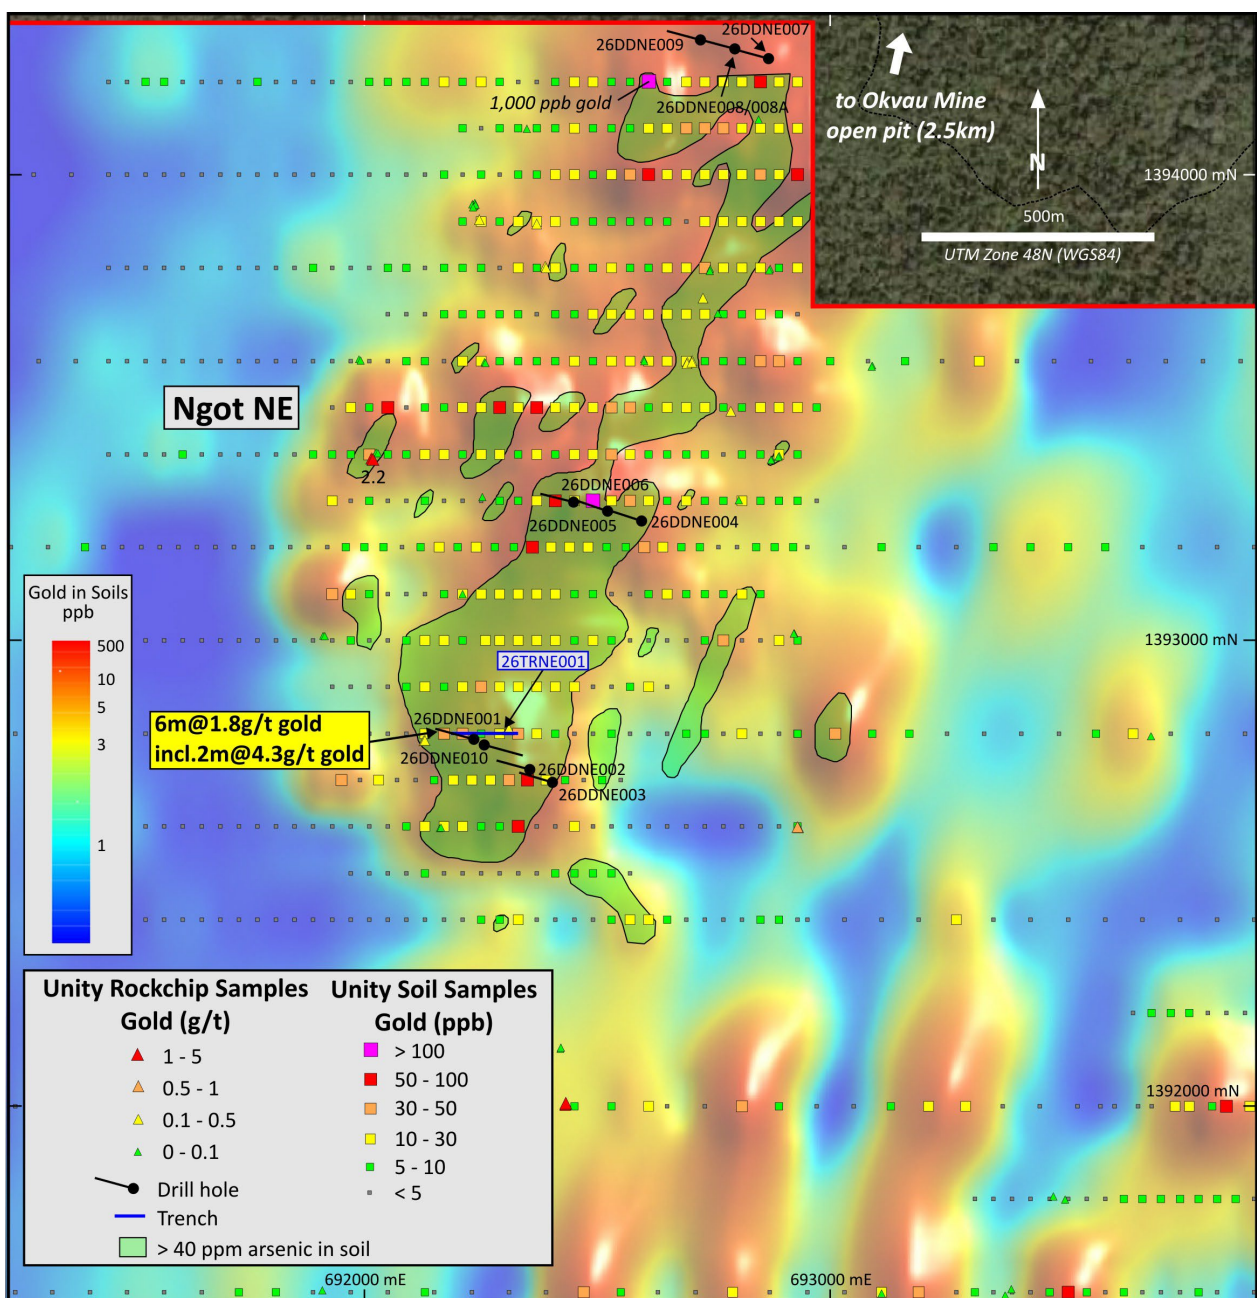 26DDNE007
26DDNE009
1,000 ppb gold
26DDNE008/008A
to Okvau Mine
open pit (2.5km)
N
1394000 mN
500m
UTM Zone 48N (WGS84)
Ngot NE
2.2
26DDNE006
26DDNE005
26DDNE004
Gold in Soils
ppb
500
10
5
3
1
1393000 mN
26TRNE001
6m@1.8g/t gold
incl.2m@4.3g/t gold
26DDNE001
26DDNE010
26DDNE002
26DDNE003
Unity Rockchip Samples
Gold (g/t)
1 - 5
0.5 - 1
0.1 - 0.5
0 - 0.1
Drill hole
Trench
> 40 ppm arsenic in soil
Unity Soil Samples
Gold (ppb)
> 100
50 - 100
30 - 50
10 - 30
5 - 10
< 5
1392000 mN
692000 mE
693000 mE